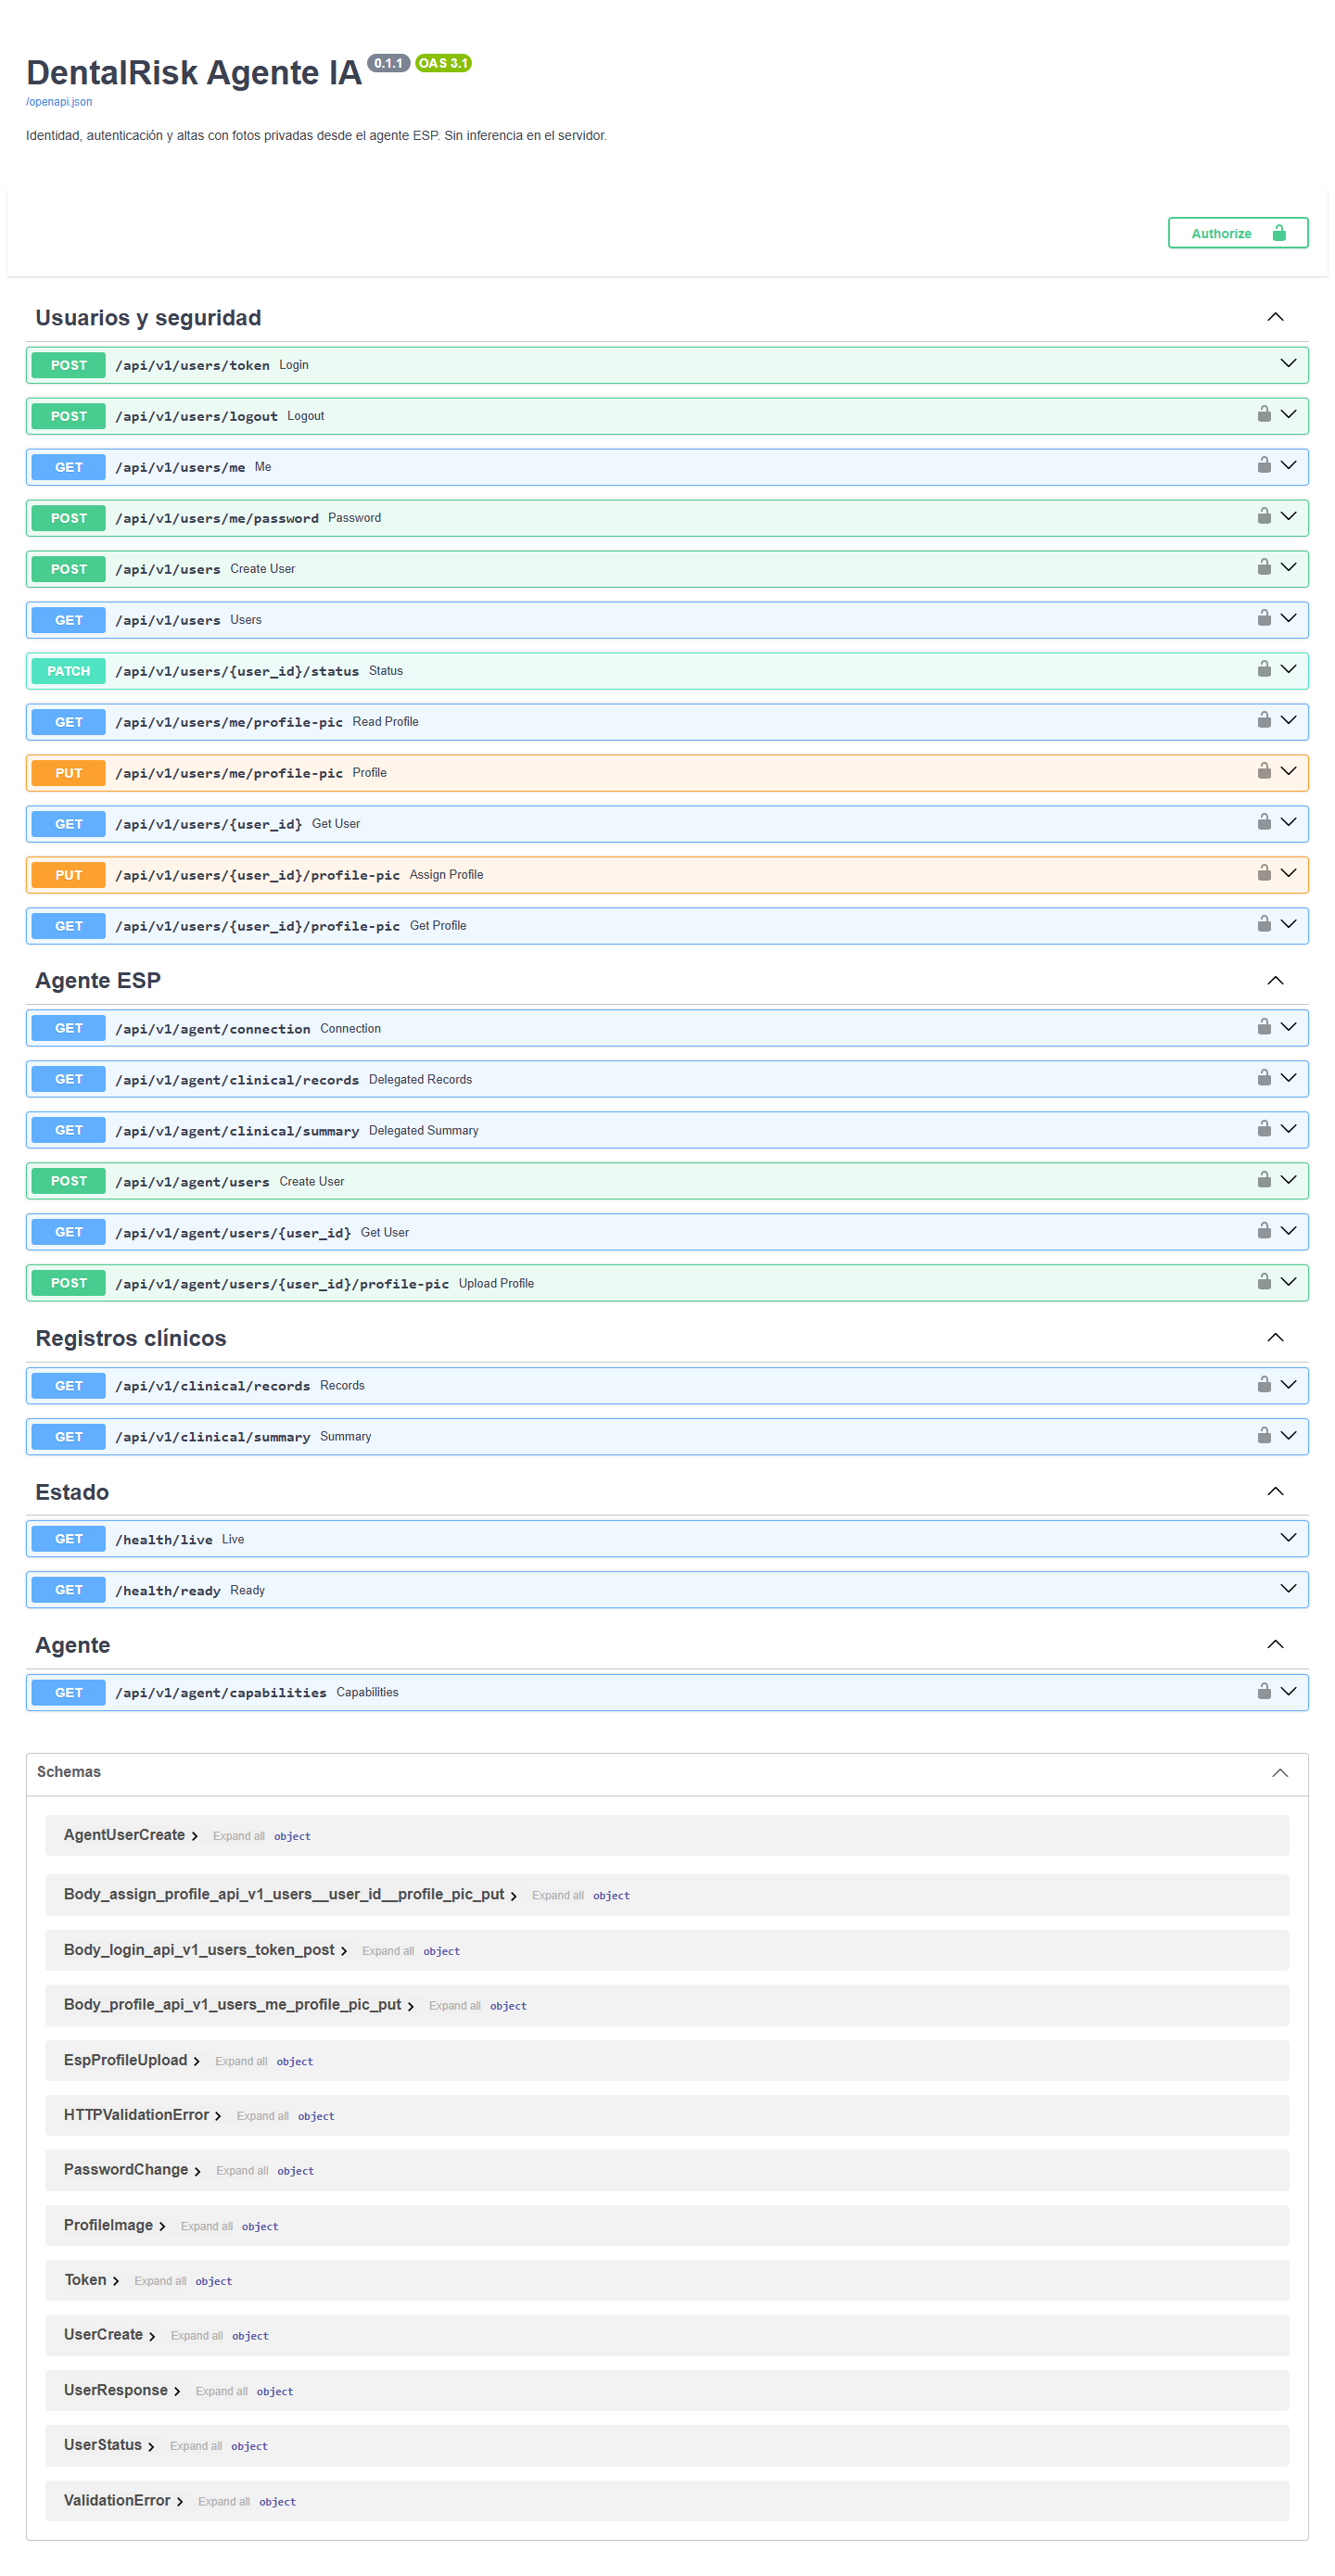 DentalRisk Agente IA 0.1.1 OAS 3.1
/openapi.json
Identidad, autenticación y altas con fotos privadas desde el agente ESP. Sin inferencia en el servidor.
Authorize
Usuarios y seguridad
POST /api/v1/users/token Login
POST /api/v1/users/logout Logout
GET /api/v1/users/me Me
POST /api/v1/users/me/password Password
POST /api/v1/users Create User
GET /api/v1/users Users
PATCH /api/v1/users/{user_id}/status Status
GET /api/v1/users/me/profile-pic Read Profile
PUT /api/v1/users/me/profile-pic Profile
GET /api/v1/users/{user_id} Get User
PUT /api/v1/users/{user_id}/profile-pic Assign Profile
GET /api/v1/users/{user_id}/profile-pic Get Profile
Agente ESP
GET /api/v1/agent/connection Connection
GET /api/v1/agent/clinical/records Delegated Records
GET /api/v1/agent/clinical/summary Delegated Summary
POST /api/v1/agent/users Create User
GET /api/v1/agent/users/{user_id} Get User
POST /api/v1/agent/users/{user_id}/profile-pic Upload Profile
Registros clínicos
GET /api/v1/clinical/records Records
GET /api/v1/clinical/summary Summary
Estado
GET /health/live Live
GET /health/ready Ready
Agente
GET /api/v1/agent/capabilities Capabilities
Schemas
AgentUserCreate Expand all object
Body_assign_profile_api_v1_users__user_id__profile_pic_put Expand all object
Body_login_api_v1_users_token_post Expand all object
Body_profile_api_v1_users_me_profile_pic_put Expand all object
EspProfileUpload Expand all object
HTTPValidationError Expand all object
PasswordChange Expand all object
ProfileImage Expand all object
Token Expand all object
UserCreate Expand all object
UserResponse Expand all object
UserStatus Expand all object
ValidationError Expand all object